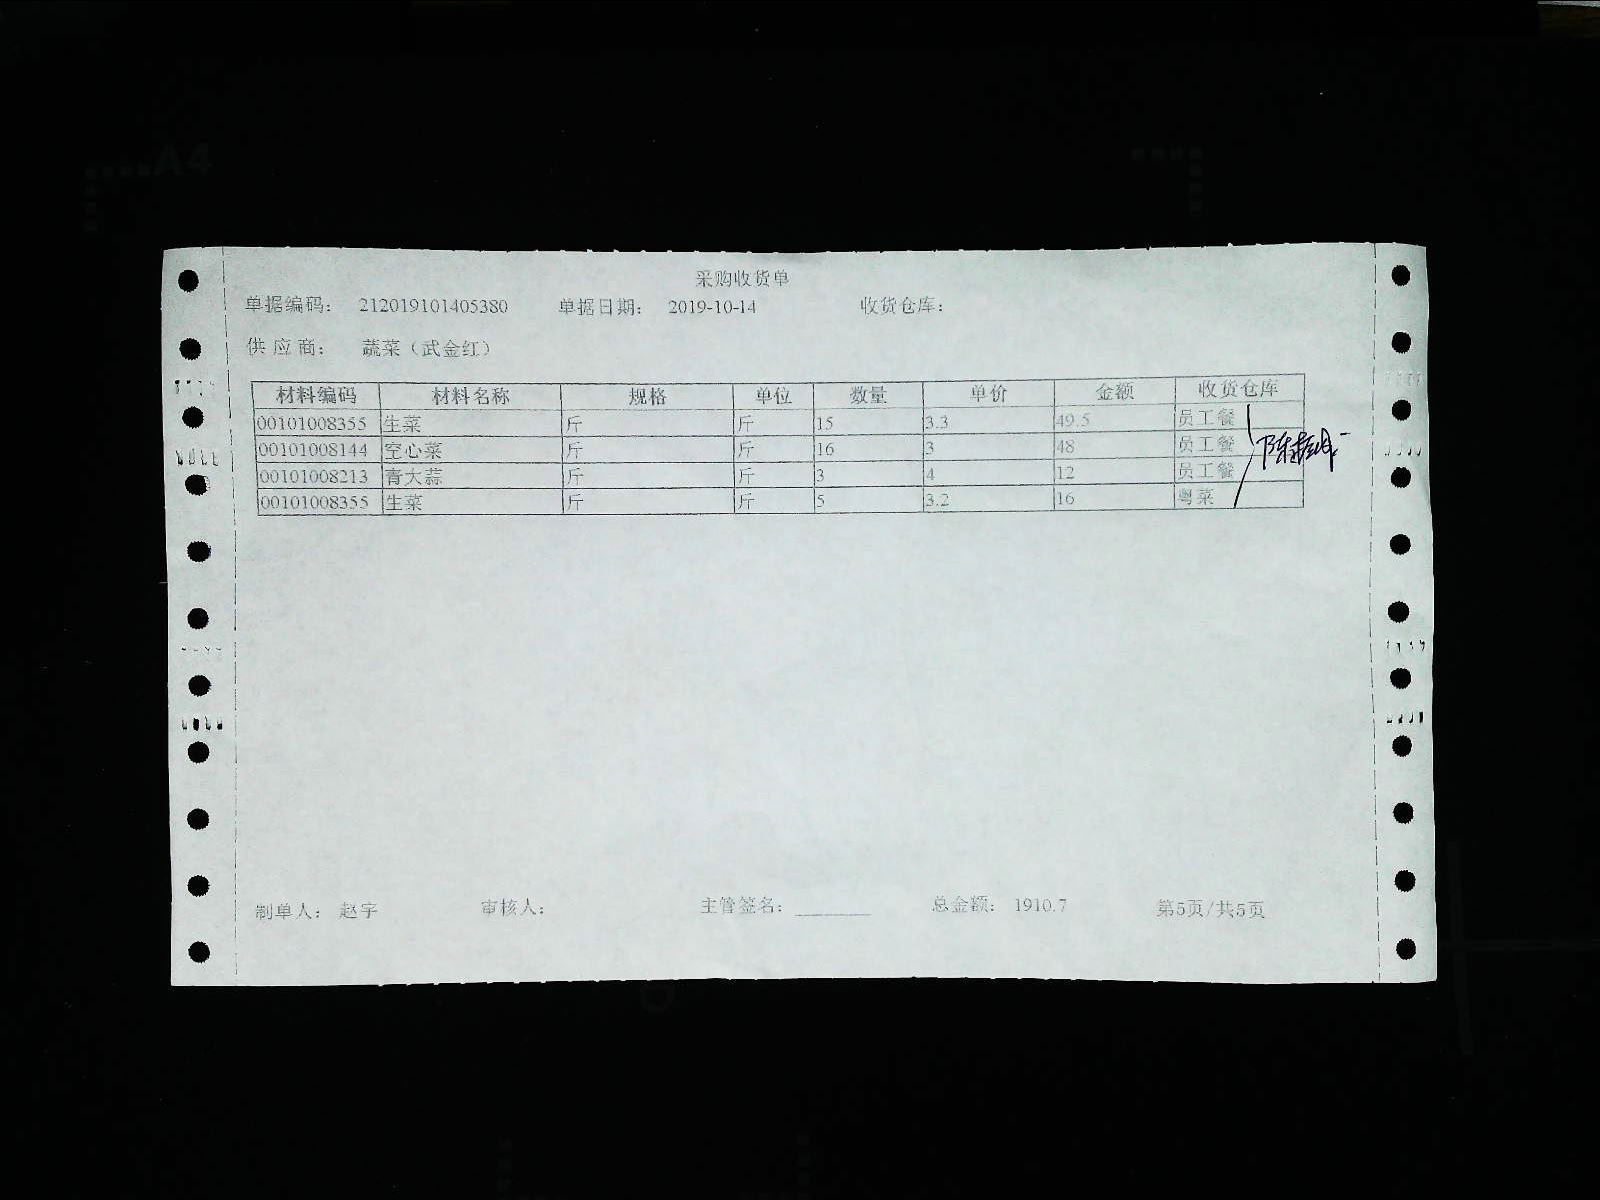 采购收货单
单据编码: 212019101405380 单据日期: 2019-10-14 收货仓库:
供应商: 蔬菜（武金红）
材料编码 材料名称 规格 单位 数量 单价 金额 收货仓库
00101008355 生菜 斤 斤 15 3.3 49.5 员工餐
00101008144 空心菜 斤 斤 16 3 48 员工餐
00101008213 青大蒜 斤 斤 3 4 12 员工餐
00101008355 生菜 斤 斤 5 3.2 16 粤菜
制单人: 赵宇 审核人: 主管签名: ________ 总金额: 1910.7 第5页/共5页